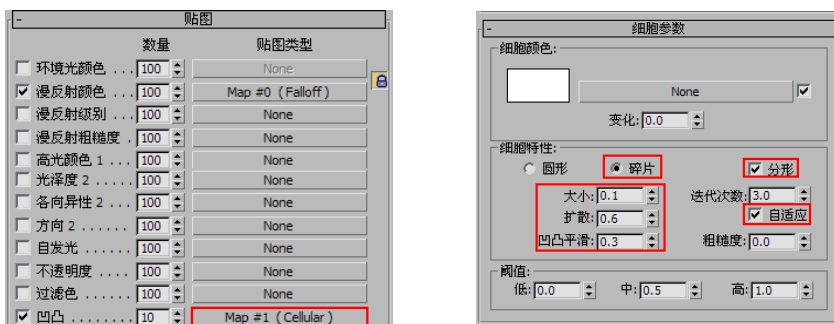 - 贴图
数量 贴图类型
环境光颜色 ... 100 None
漫反射颜色 ... 100 Map #0 (Falloff)
漫反射级别 ... 100 None
漫反射粗糙度 . 100 None
高光颜色 1 ... 100 None
光泽度 2 ..... 100 None
各向异性 2 ... 100 None
方向 2 ...... 100 None
自发光 ...... 100 None
不透明度 .... 100 None
过滤色 ...... 100 None
凹凸 ........ 10 Map #1 (Cellular)
- 细胞参数
细胞颜色:
None
变化: 0.0
细胞特性:
圆形 碎片 分形
大小: 0.1 迭代次数: 3.0
扩散: 0.6 自适应
凹凸平滑: 0.3 粗糙度: 0.0
阈值:
低: 0.0 中: 0.5 高: 1.0